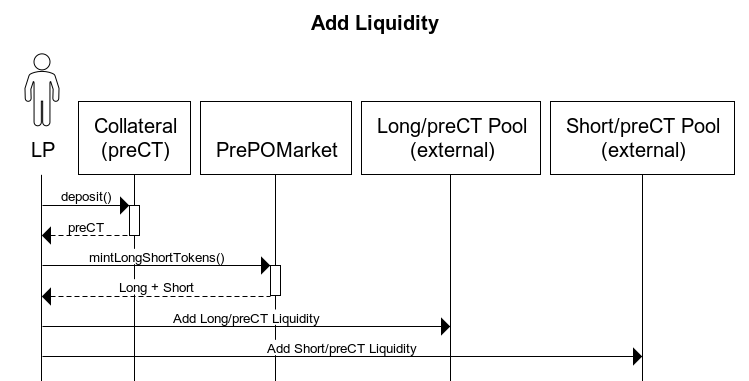 Add Liquidity
LP
Collateral
(preCT)
PrePOMarket
Long/preCT Pool
(external)
Short/preCT Pool
(external)
deposit()
preCT
mintLongShortTokens()
Long + Short
Add Long/preCT Liquidity
Add Short/preCT Liquidity